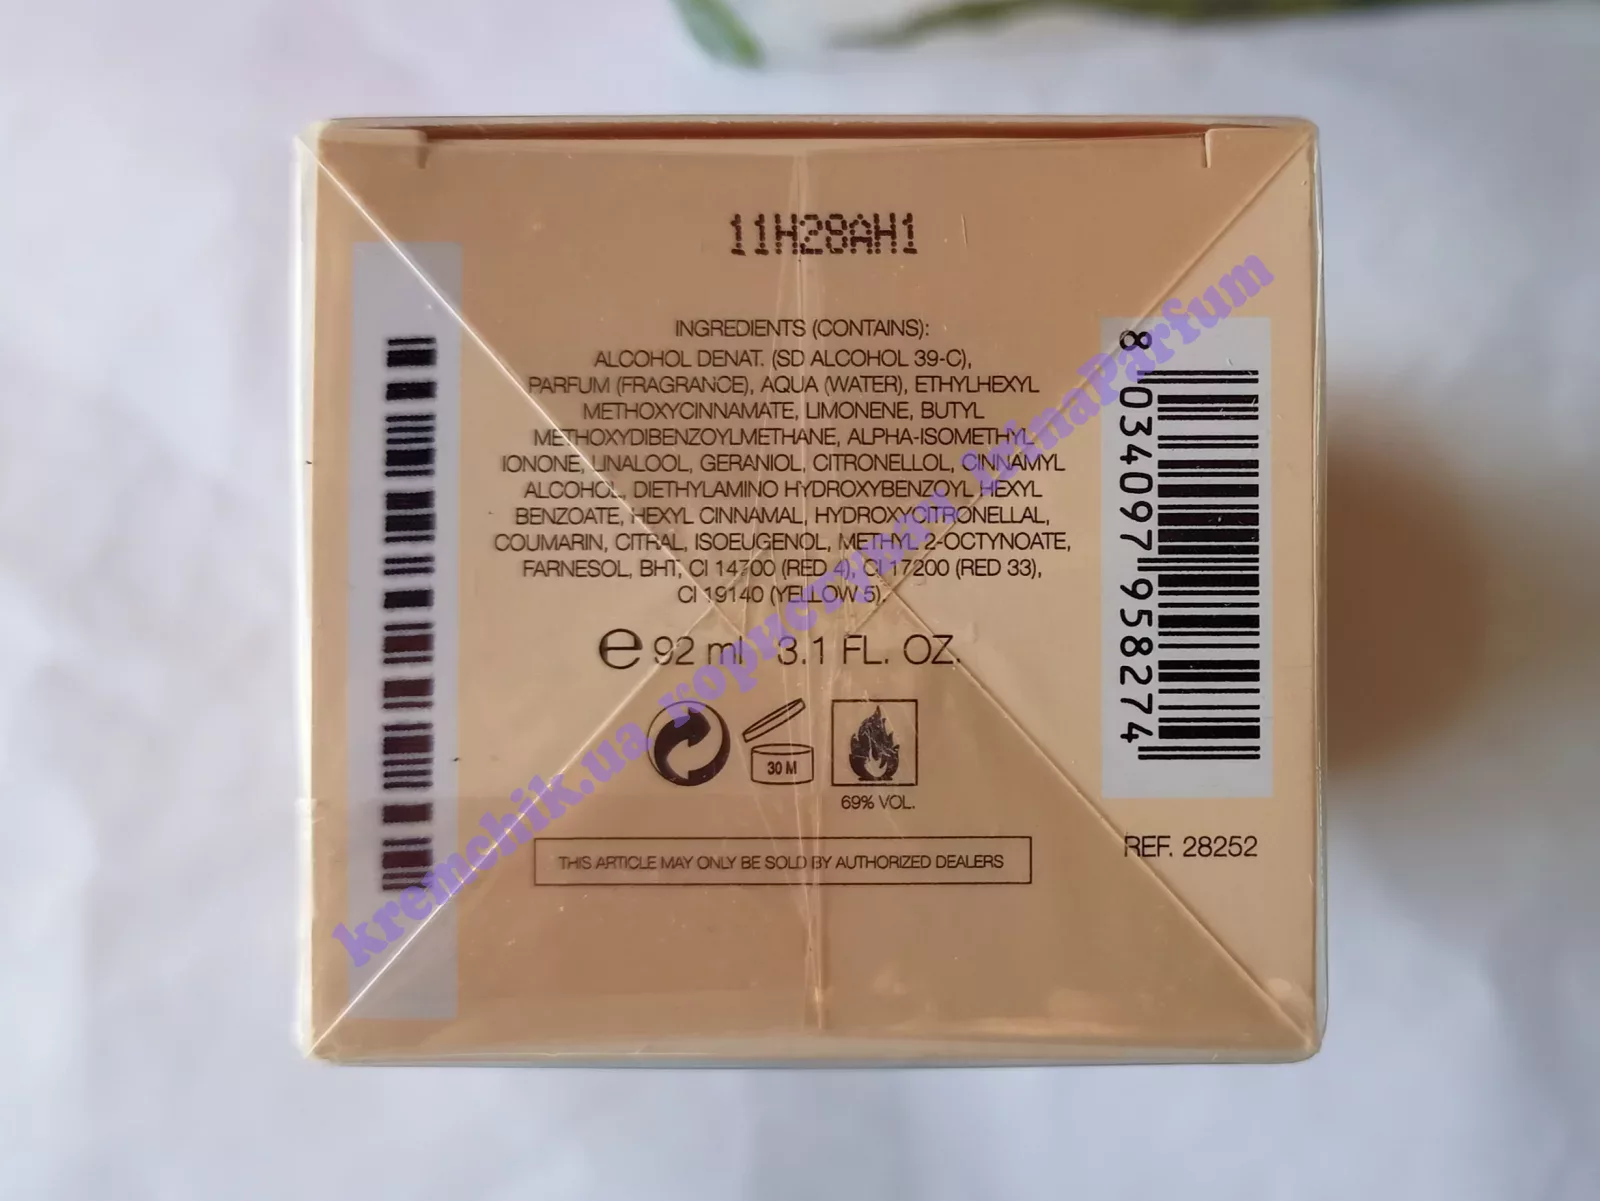 11H28AH1
INGREDIENTS (CONTAINS):
ALCOHOL DENAT. (SD ALCOHOL 39-C),
PARFUM (FRAGRANCE), AQUA (WATER), ETHYLHEXYL
METHOXYCINNAMATE, LIMONENE, BUTYL
METHOXYDIBENZOYLMETHANE, ALPHA-ISOMETHYL
IONONE, LINALOOL, GERANIOL, CITRONELLOL, CINNAMYL
ALCOHOL, DIETHYLAMINO HYDROXYBENZOYL HEXYL
BENZOATE, HEXYL CINNAMAL, HYDROXYCITRONELLAL,
COUMARIN, CITRAL, ISOEUGENOL, METHYL 2-OCTYNOATE,
FARNESOL, BHT, CI 14700 (RED 4), CI 17200 (RED 33),
CI 19140 (YELLOW 5).
e 92 ml 3.1 FL. OZ.
30 M
69% VOL.
THIS ARTICLE MAY ONLY BE SOLD BY AUTHORIZED DEALERS
8 034097 958274
REF. 28252
kremchik.ua користувач IrinaParfum